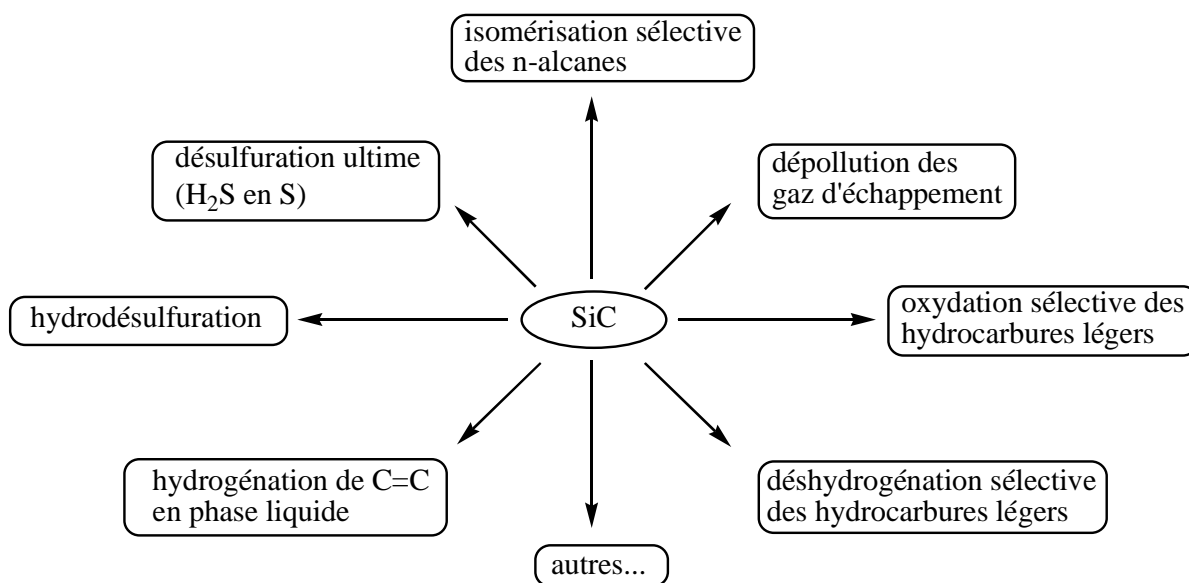 isomérisation sélective
des n-alcanes
désulfuration ultime
(H₂S en S)
dépollution des
gaz d'échappement
hydrodésulfuration
SiC
oxydation sélective des
hydrocarbures légers
hydrogénation de C=C
en phase liquide
déshydrogénation sélective
des hydrocarbures légers
autres...